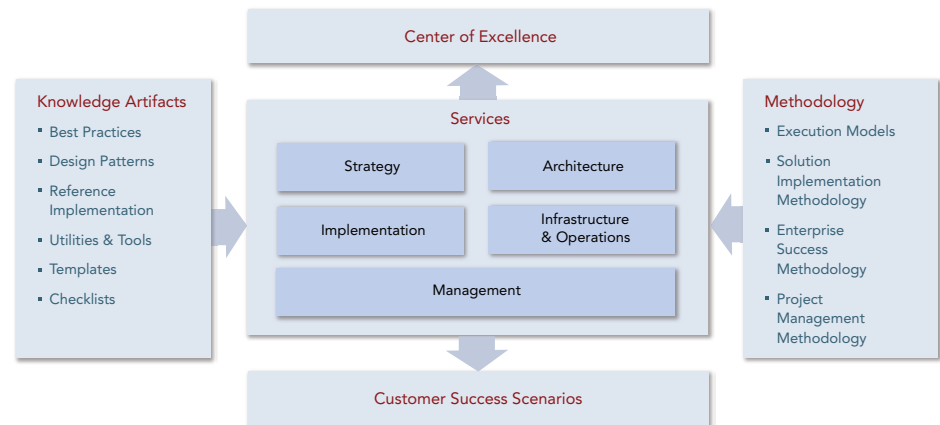 Center of Excellence
Knowledge Artifacts
▪ Best Practices
▪ Design Patterns
▪ Reference
Implementation
▪ Utilities & Tools
▪ Templates
▪ Checklists
Services
Strategy
Architecture
Implementation
Infrastructure
& Operations
Management
Methodology
▪ Execution Models
▪ Solution
Implementation
Methodology
▪ Enterprise
Success
Methodology
▪ Project
Management
Methodology
Customer Success Scenarios